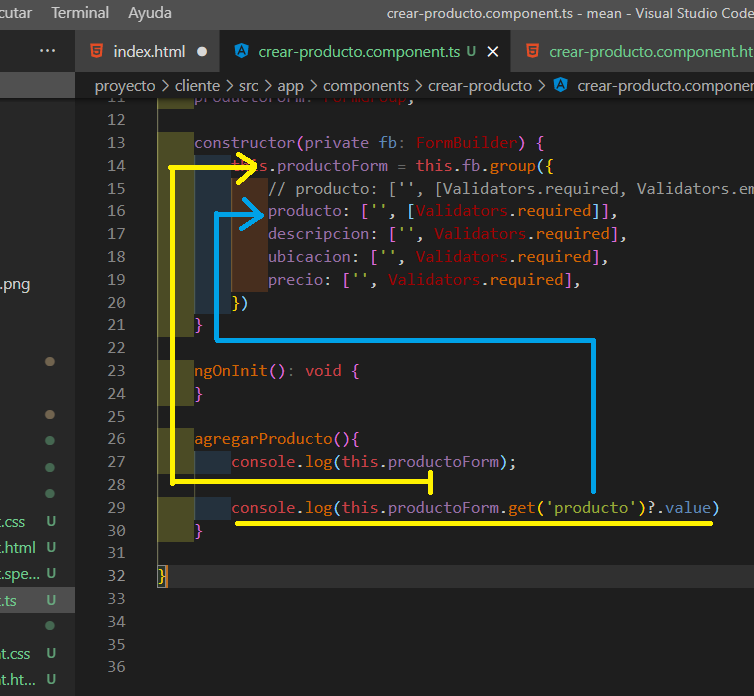 cutar Terminal Ayuda crear-producto.component.ts - mean - Visual Studio Code
··· index.html ● crear-producto.component.ts U × crear-producto.component.ht
proyecto > cliente > src > app > components > crear-producto > crear-producto.componen
11 productoForm: FormGroup;
12
13 constructor(private fb: FormBuilder) {
14 this.productoForm = this.fb.group({
15 // producto: ['', [Validators.required, Validators.em
16 producto: ['', [Validators.required]],
17 descripcion: ['', Validators.required],
18 ubicacion: ['', Validators.required],
19 precio: ['', Validators.required],
20 })
21 }
22
23 ngOnInit(): void {
24 }
25
26 agregarProducto(){
27 console.log(this.productoForm);
28
29 console.log(this.productoForm.get('producto')?.value)
30 }
31
32 }
33
34
35
36
.png
t.css U
t.html U
t.spe... U
t.ts U
nt.css U
nt.ht... U